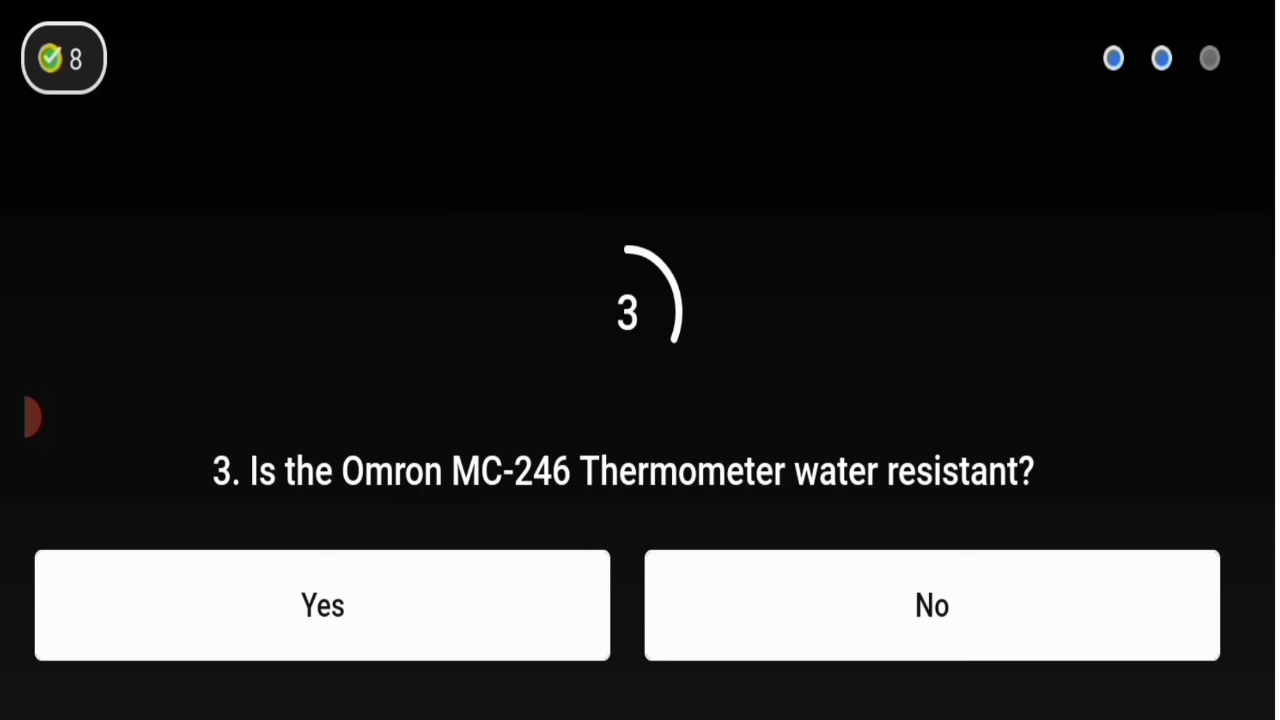 8
3
3. Is the Omron MC-246 Thermometer water resistant?
Yes
No